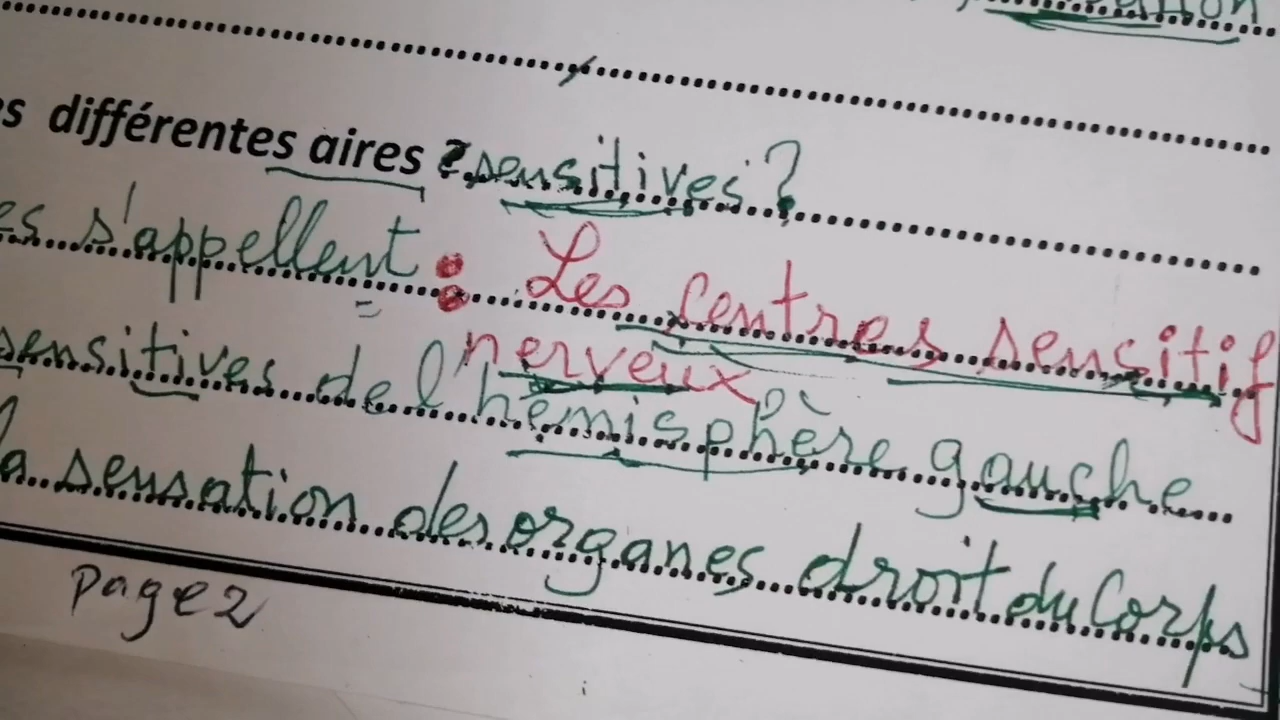 s différentes aires ? sensitives ?
es s'appellent : Les centres sensitif
nerveux
sensitives de l'hémisphère gauche
la sensation des organes droit du Corps
page 2